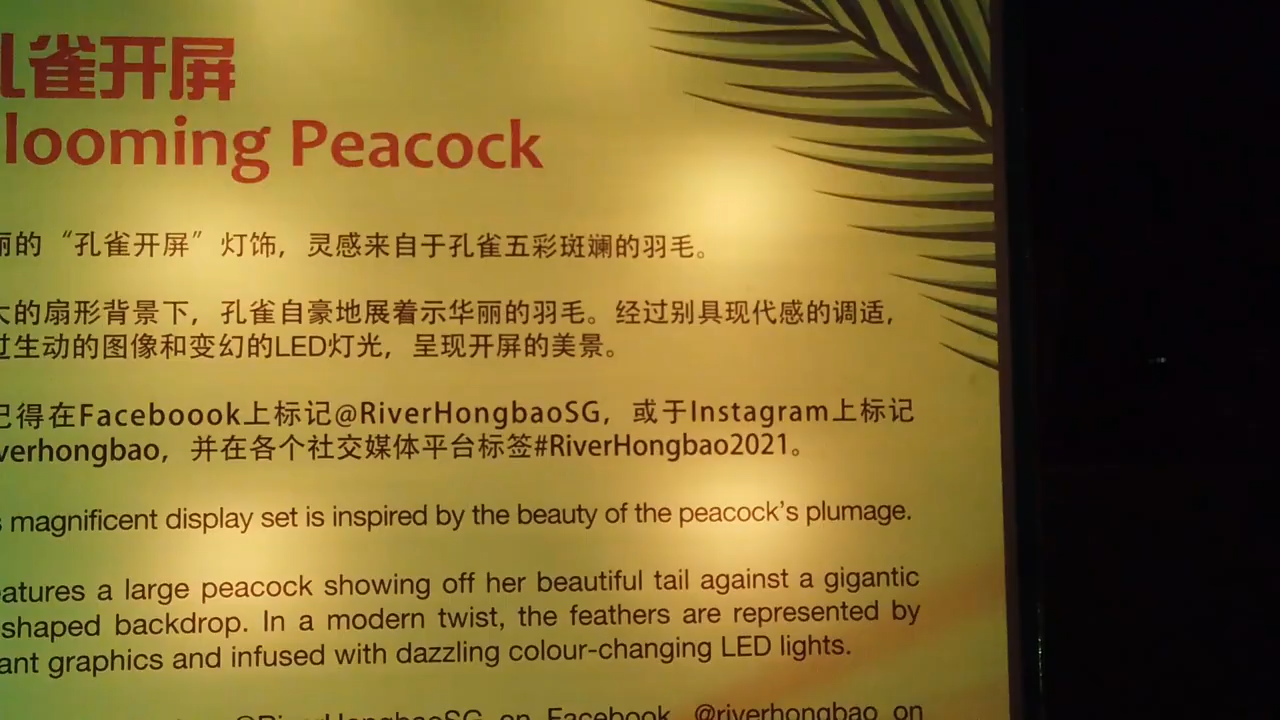 雀开屏
looming Peacock
的“孔雀开屏”灯饰，灵感来自于孔雀五彩斑斓的羽毛。
的扇形背景下，孔雀自豪地展着示华丽的羽毛。经过别具现代感的调适，
生动的图像和变幻的LED灯光，呈现开屏的美景。
得在Faceboook上标记@RiverHongbaoSG，或于Instagram上标记
verhongbao，并在各个社交媒体平台标签#RiverHongbao2021。
s magnificent display set is inspired by the beauty of the peacock's plumage.
eatures a large peacock showing off her beautiful tail against a gigantic
shaped backdrop. In a modern twist, the feathers are represented by
ant graphics and infused with dazzling colour-changing LED lights.
@RiverHongbaoSG on Facebook, @riverhongbao on